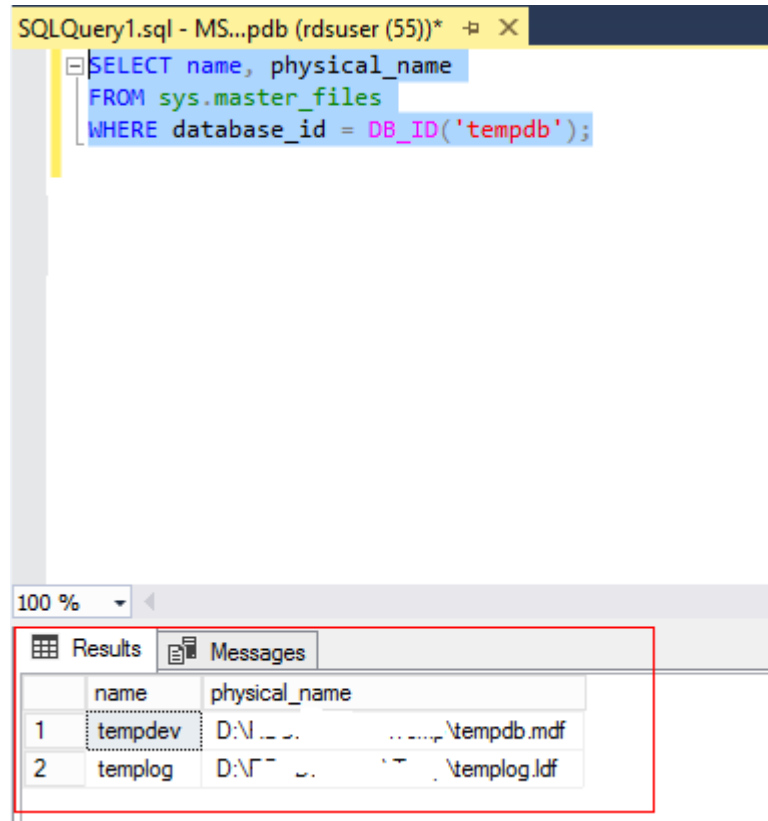 SQLQuery1.sql - MS...pdb (rdsuser (55))*
SELECT name, physical_name
FROM sys.master_files
WHERE database_id = DB_ID('tempdb');
100 %
Results Messages
name physical_name
1 tempdev D:\ \tempdb.mdf
2 templog D:\ \templog.ldf